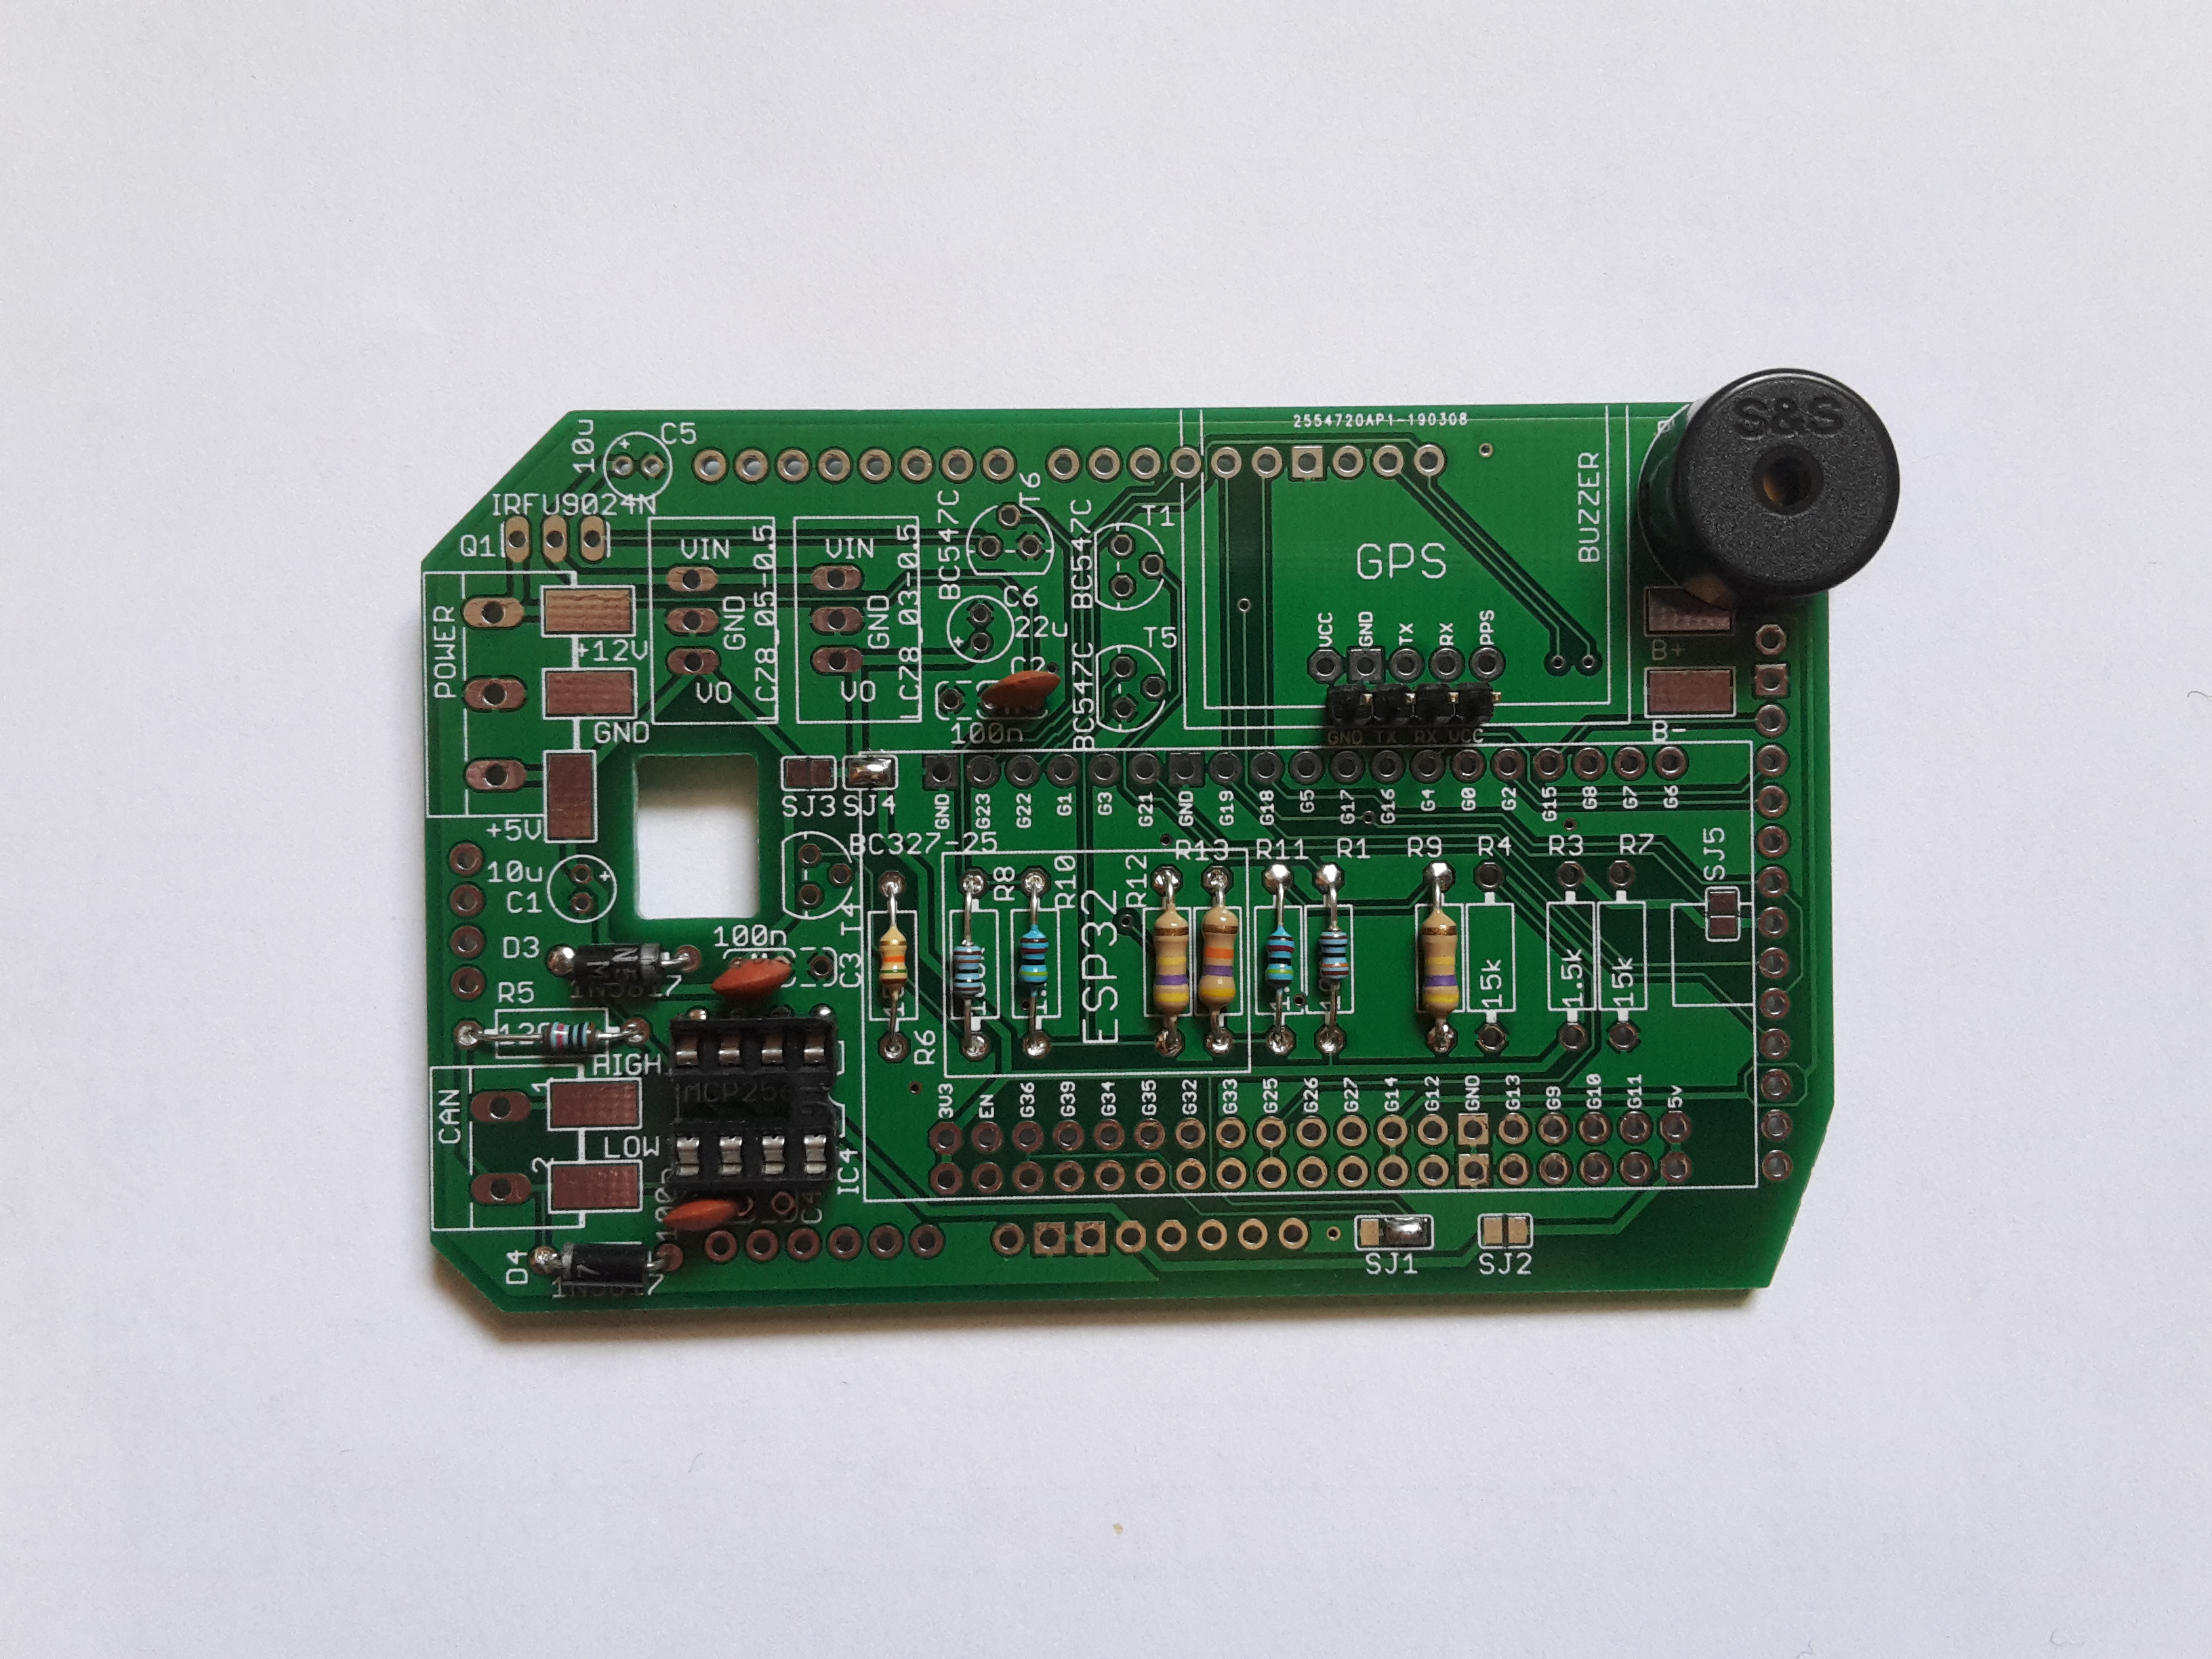 2554720AP1-190308
S&S
10u
+
C5
IRFU9024N
Q1
BC547C
T6
BC547C
T1
BUZZER
GPS
VIN
GND
VO
LCZ8_05-0.5
VIN
GND
VO
LCZ8_03-0.5
C6
22u
+
POWER
+12V
GND
+5V
T5
BC547C
100n
VCC
GND
TX
RX
PPS
GND TX RX VCC
B+
B-
SJ3
SJ4
GND
G23
G22
G1
G3
G21
GND
G19
G18
G5
G17
G16
G4
G0
G2
G15
G8
G7
G6
BC327-25
T4
10u
+
C1
D3
100n
C3
R8
R10
R12
R13
R11
R1
R9
R4
R3
R7
SJ5
ESP32
15k
1.5k
15k
R5
R6
HIGH
1
CAN
LOW
2
IC4
3V3
EN
G36
G39
G34
G35
G32
G33
G25
G26
G27
G14
G12
GND
G13
G9
G10
G11
5v
D4
SJ1
SJ2